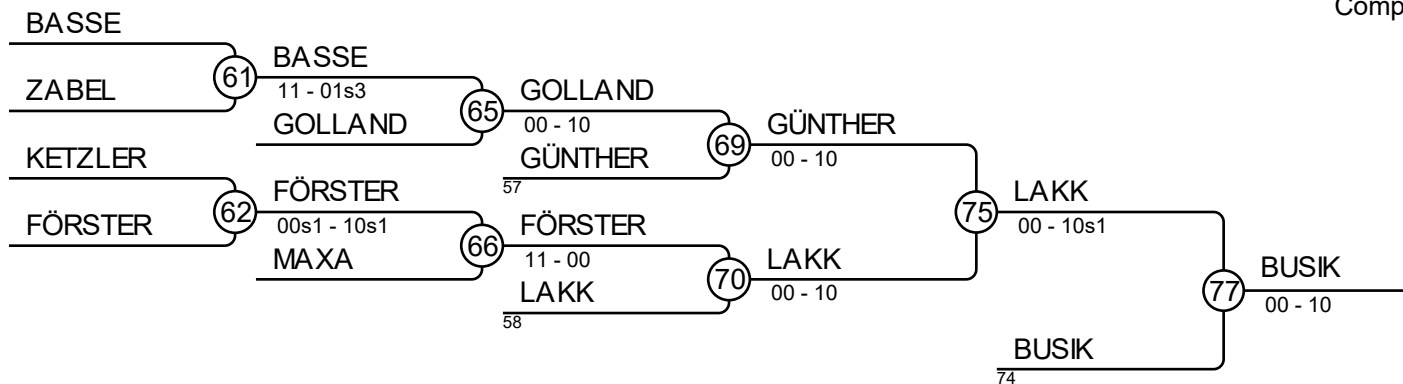 Comp
BASSE
ZABEL
61
BASSE
11 - 01s3
GOLLAND
65
GOLLAND
00 - 10
GÜNTHER
57
69
GÜNTHER
00 - 10
KETZLER
FÖRSTER
62
FÖRSTER
00s1 - 10s1
MAXA
66
FÖRSTER
11 - 00
LAKK
58
70
LAKK
00 - 10
75
LAKK
00 - 10s1
BUSIK
74
77
BUSIK
00 - 10